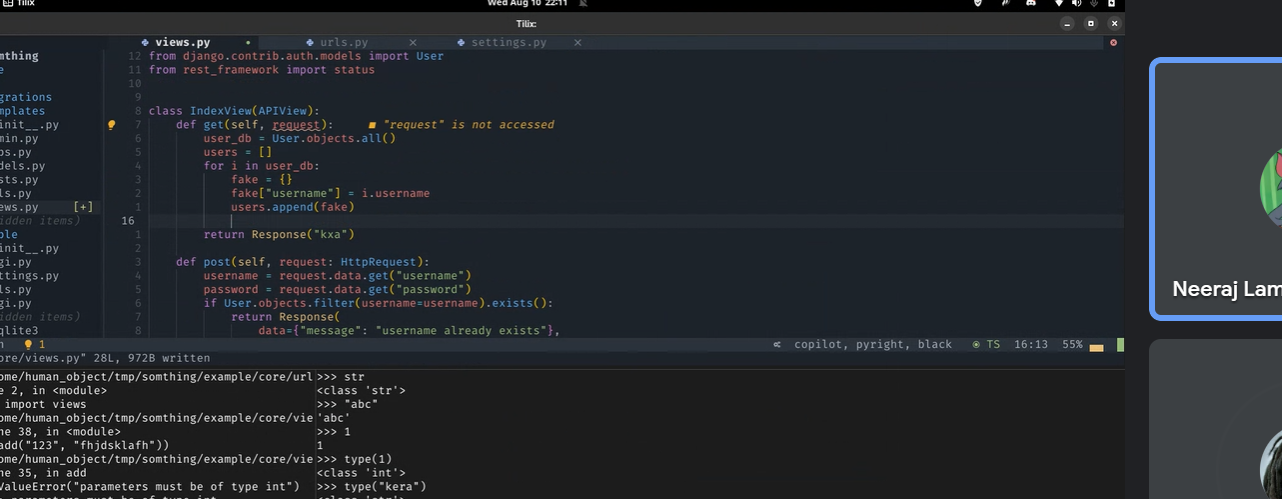 Tilix
Wed Aug 10 22:11
Tilix:
views.py
urls.py
settings.py
mthing
e
grations
mplates
init__.py
min.py
ps.py
dels.py
sts.py
ls.py
ews.py [+]
idden items)
ple
init__.py
gi.py
ttings.py
ls.py
gi.py
idden items)
qlite3
12 from django.contrib.auth.models import User
11 from rest_framework import status
10
9
8 class IndexView(APIView):
7 def get(self, request): ■ "request" is not accessed
6 user_db = User.objects.all()
5 users = []
4 for i in user_db:
3 fake = {}
2 fake["username"] = i.username
1 users.append(fake)
16
1 return Response("kxa")
2
3 def post(self, request: HttpRequest):
4 username = request.data.get("username")
5 password = request.data.get("password")
6 if User.objects.filter(username=username).exists():
7 return Response(
8 data={"message": "username already exists"},
n 1 copilot, pyright, black TS 16:13 55%
ore/views.py" 28L, 972B written
ome/human_object/tmp/somthing/example/core/url
e 2, in <module>
import views
ome/human_object/tmp/somthing/example/core/vie
ne 38, in <module>
add("123", "fhjdsklafh"))
ome/human_object/tmp/somthing/example/core/vie
ne 35, in add
ValueError("parameters must be of type int")
parameters must be of type int
>>> str
<class 'str'>
>>> "abc"
'abc'
>>> 1
1
>>> type(1)
<class 'int'>
>>> type("kera")
<class 'str'>
Neeraj Lam